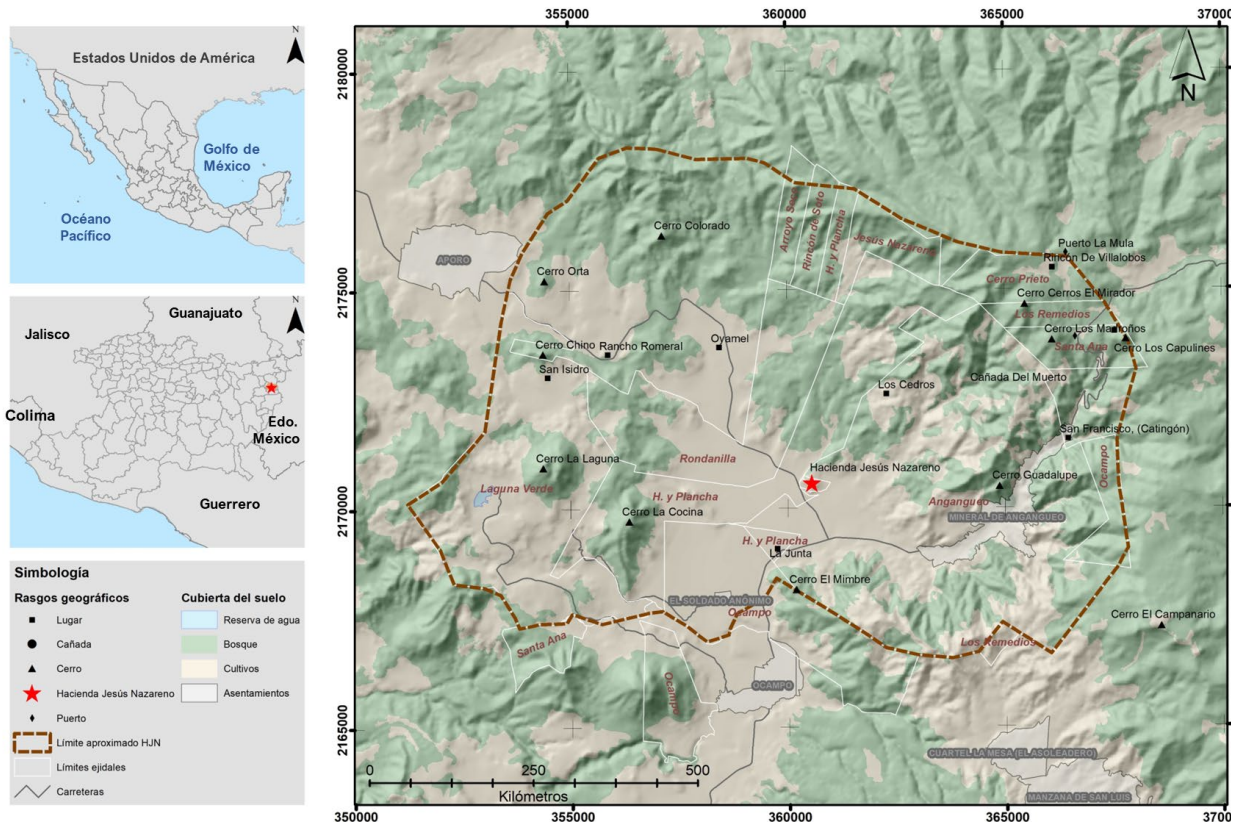 N
Estados Unidos de América
Golfo de
México
Océano
Pacífico
N
Guanajuato
Jalisco
Colima
Edo.
México
Guerrero
Simbología
Rasgos geográficos
Lugar
Cañada
Cerro
Hacienda Jesús Nazareno
Puerto
Límite aproximado HJN
Límites ejidales
Carreteras
Cubierta del suelo
Reserva de agua
Bosque
Cultivos
Asentamientos
355000
360000
365000
37000
2180000
2175000
2170000
2165000
N
Cerro Colorado
Arroyo Seco
Rincón de Soto
H. y Plancha
Jesus Nazareno
Puerto La Mula
Rincón De Villalobos
APORO
Cerro Orta
Cerro Prieto
Cerro Cerros El Mirador
Los Remedios
Cerro Chino
Rancho Romeral
Oyamel
Santa Ana
Cerro Los Capulines
San Isidro
Los Cedros
Cañada Del Muerto
San Francisco, (Catingón)
Ocampo
Cerro La Laguna
Rondanilla
Hacienda Jesús Nazareno
Cerro Guadalupe
Laguna Verde
H. y Plancha
Angangueo
Cerro La Cocina
MINERAL DE ANGANGUEO
H. y Plancha
La Junta
Cerro El Mimbre
EL SOLDADO ANÓNIMO
Ocampo
Cerro El Campanario
Santa Ana
Los Remedios
Ocampo
OCAMPO
CUARTEL LA MESA (EL ASOLEADERO)
MANZANA DE SAN LUIS
0
250
500
Kilómetros
350000
355000
360000
365000
37000